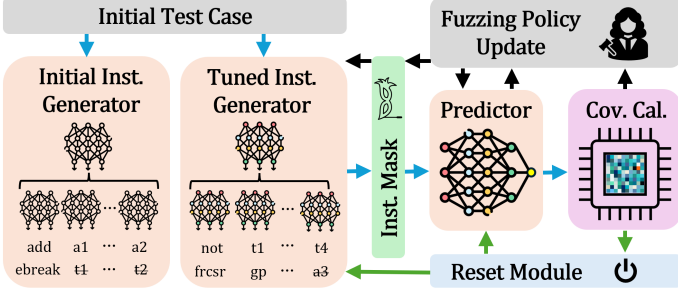 Initial Test Case
Fuzzing Policy
Update
Initial Inst.
Generator
add a1 ··· a2
ebreak t1 ··· t2
Tuned Inst.
Generator
not t1 ··· t4
frcsr gp ··· a3
Inst. Mask
Predictor
Cov. Cal.
Reset Module